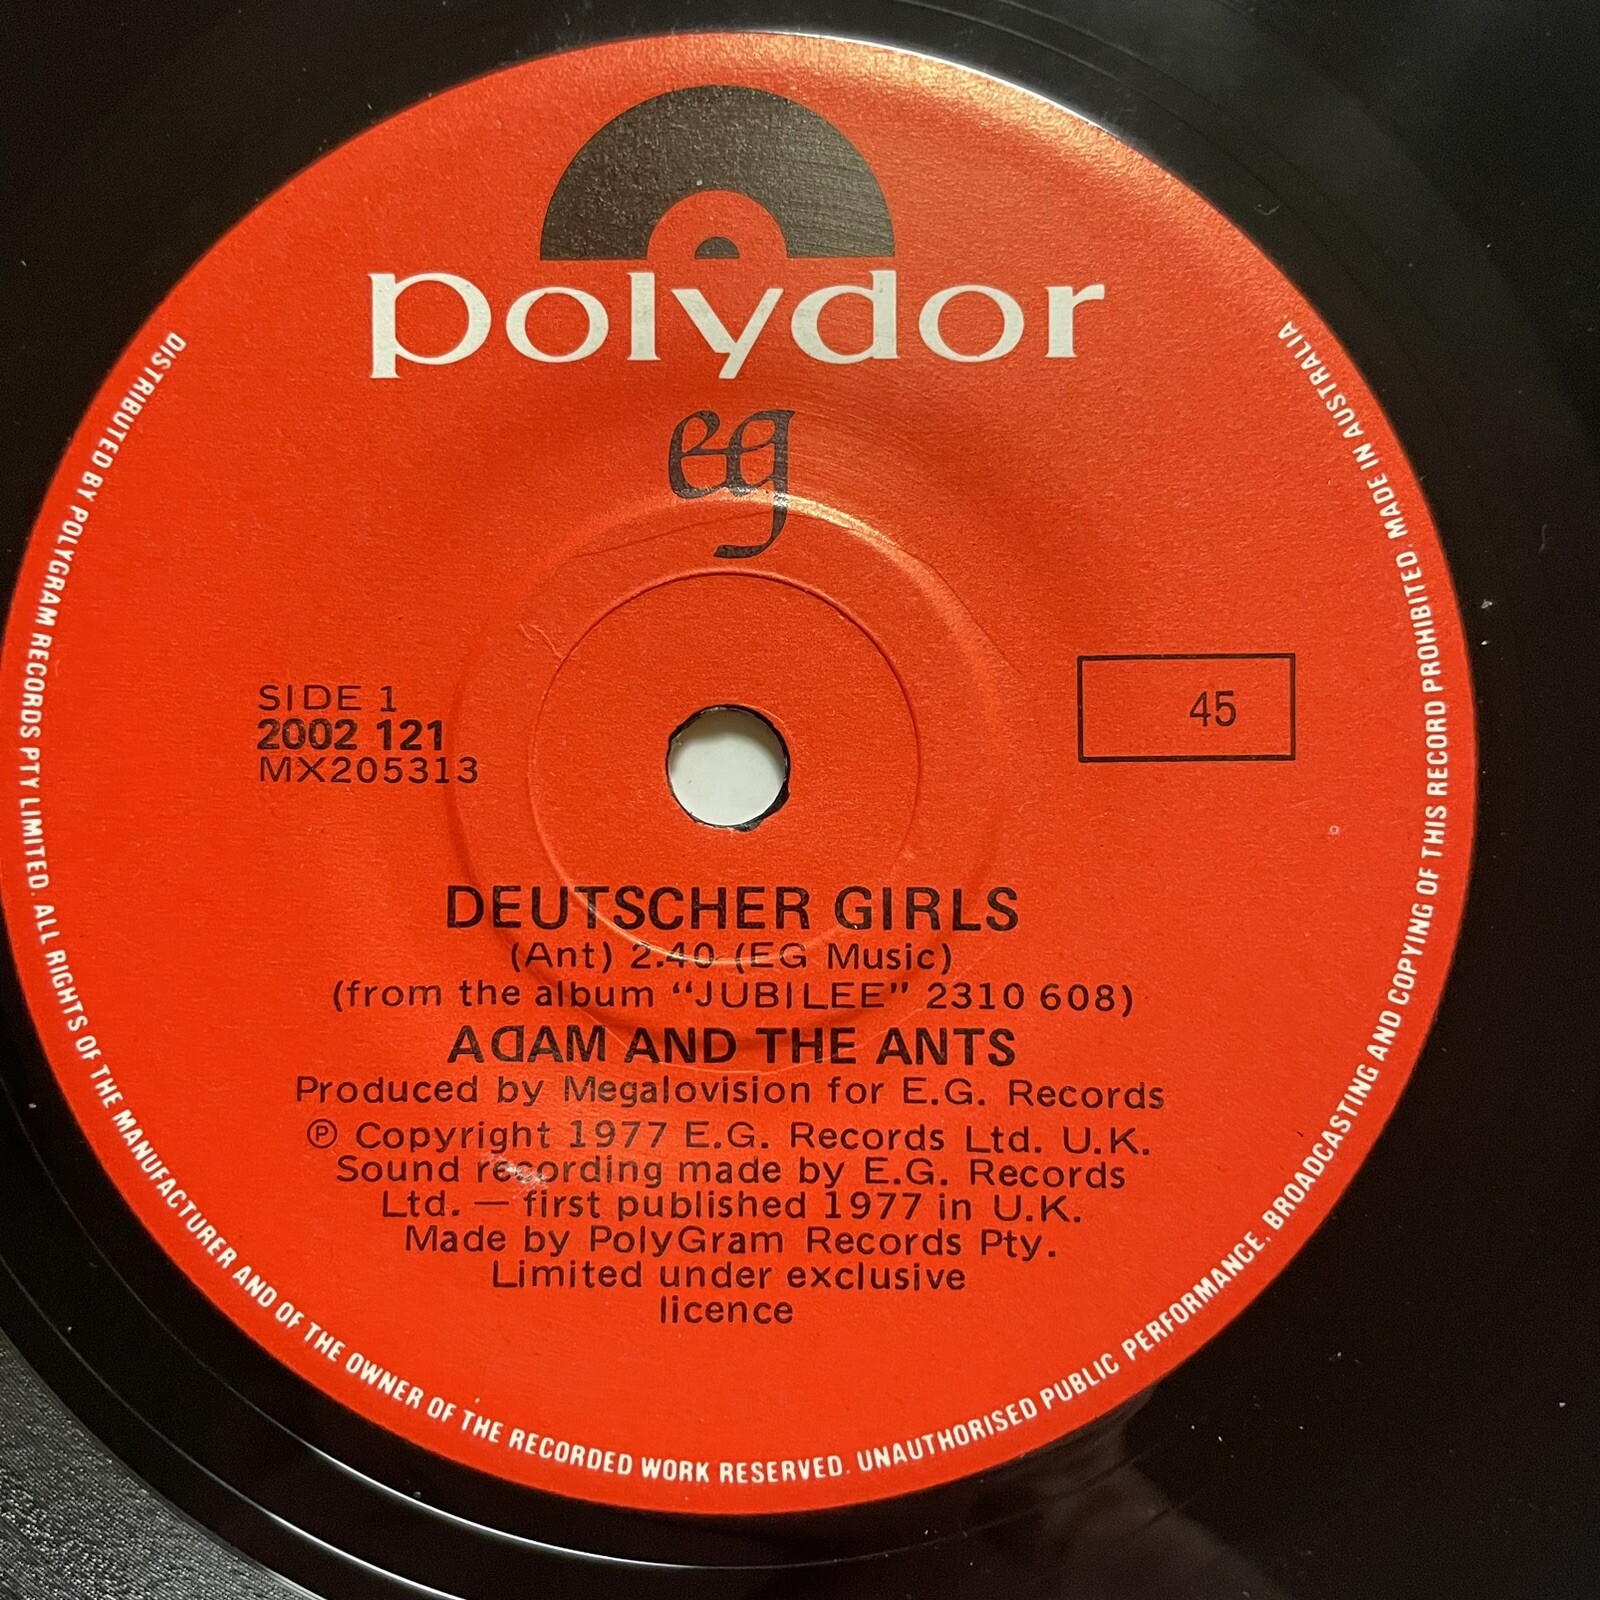 polydor
eg
SIDE 1
2002 121
MX205313
45
DEUTSCHER GIRLS
(Ant) 2.40 (EG Music)
(from the album “JUBILEE” 2310 608)
ADAM AND THE ANTS
Produced by Megalovision for E.G. Records
Ⓟ Copyright 1977 E.G. Records Ltd. U.K.
Sound recording made by E.G. Records
Ltd. — first published 1977 in U.K.
Made by PolyGram Records Pty.
Limited under exclusive
licence
DISTRIBUTED BY POLYGRAM RECORDS PTY LIMITED. ALL RIGHTS OF THE MANUFACTURER AND OF THE OWNER OF THE RECORDED WORK RESERVED. UNAUTHORISED PUBLIC PERFORMANCE, BROADCASTING AND COPYING OF THIS RECORD PROHIBITED. MADE IN AUSTRALIA.